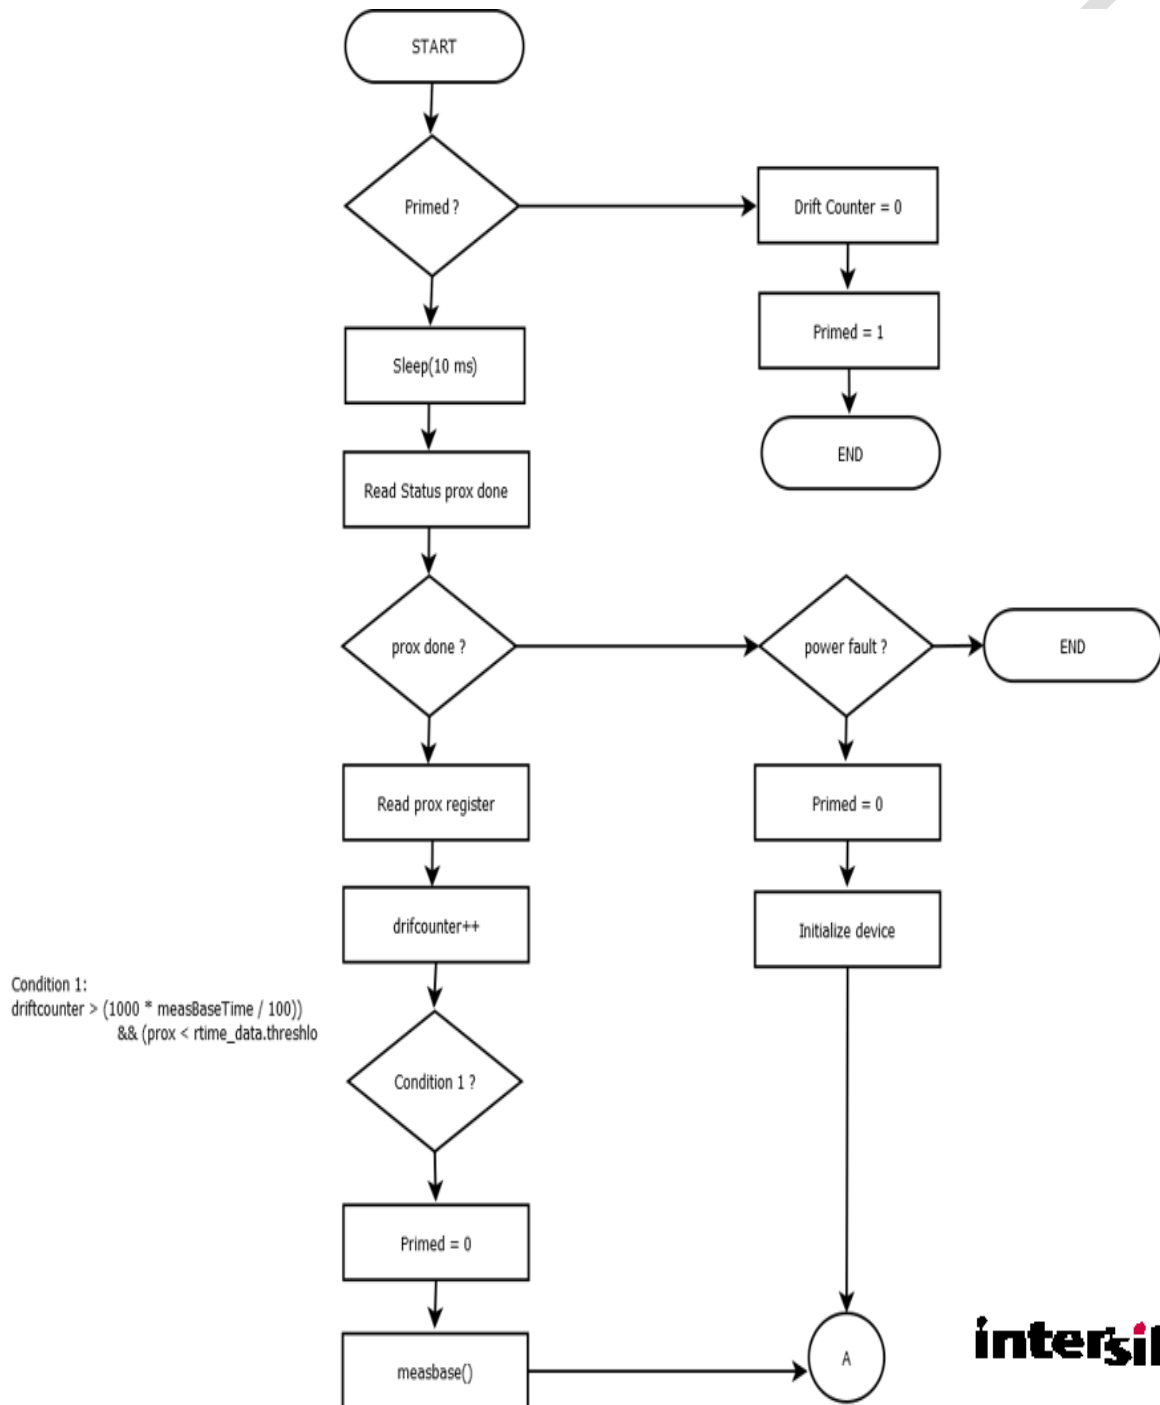 START
Primed ?
Drift Counter = 0
Primed = 1
END
Sleep(10 ms)
Read Status prox done
prox done ?
power fault ?
END
Read prox register
Primed = 0
drifcounter++
Initialize device
Condition 1:
driftcounter > (1000 * measBaseTime / 100))
&& (prox < rtime_data.threshlo
Condition 1 ?
Primed = 0
measbase()
A
intersil